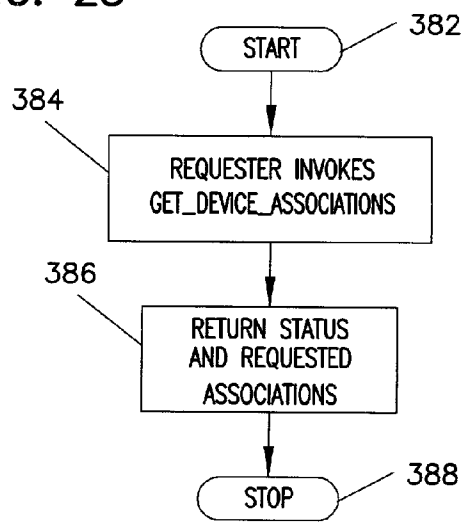 382
START
384
REQUESTER INVOKES
GET_DEVICE_ASSOCIATIONS
386
RETURN STATUS
AND REQUESTED
ASSOCIATIONS
388
STOP